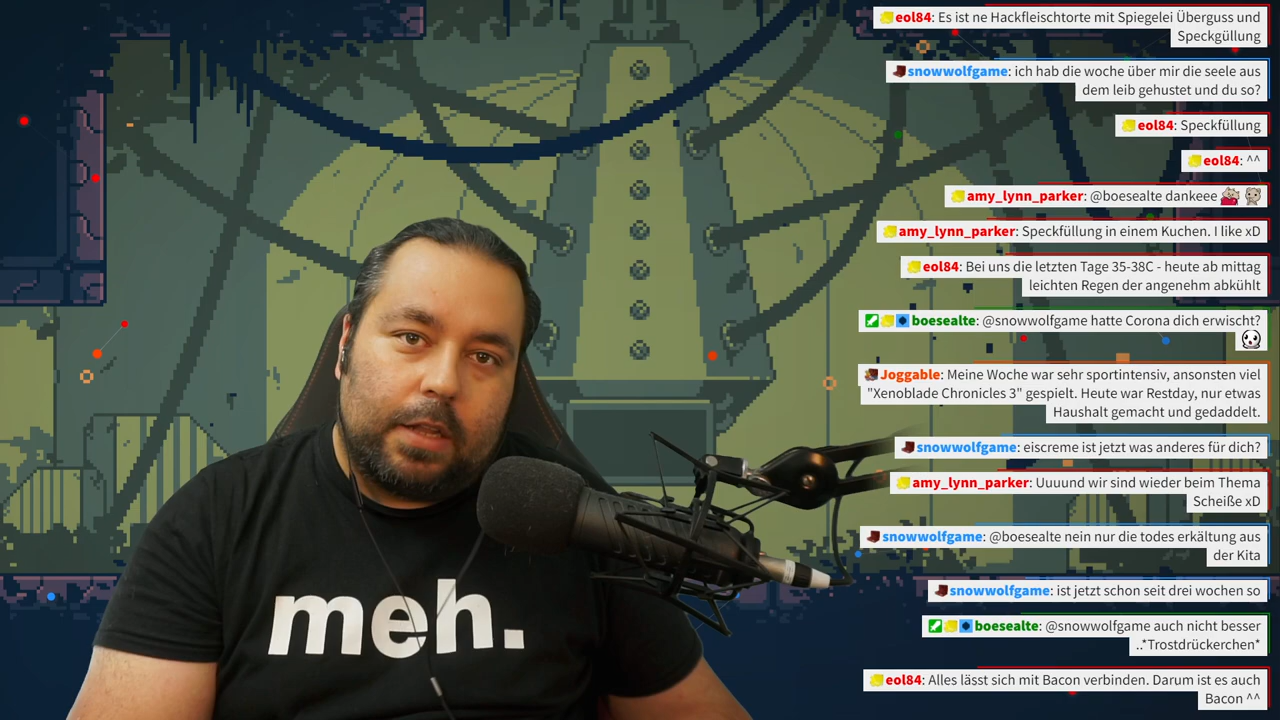 eol84: Es ist ne Hackfleischtorte mit Spiegelei Überguss und
Speckgüllung
snowwolfgame: ich hab die woche über mir die seele aus
dem leib gehustet und du so?
eol84: Speckfüllung
eol84: ^^
amy_lynn_parker: @boesealte dankeee
amy_lynn_parker: Speckfüllung in einem Kuchen. I like xD
eol84: Bei uns die letzten Tage 35-38C - heute ab mittag
leichten Regen der angenehm abkühlt
boesealte: @snowwolfgame hatte Corona dich erwischt?
Joggable: Meine Woche war sehr sportintensiv, ansonsten viel
"Xenoblade Chronicles 3" gespielt. Heute war Restday, nur etwas
Haushalt gemacht und gedaddelt.
snowwolfgame: eiscreme ist jetzt was anderes für dich?
amy_lynn_parker: Uuuund wir sind wieder beim Thema
Scheiße xD
snowwolfgame: @boesealte nein nur die todes erkältung aus
der Kita
snowwolfgame: ist jetzt schon seit drei wochen so
boesealte: @snowwolfgame auch nicht besser
..*Trostdrückerchen*
eol84: Alles lässt sich mit Bacon verbinden. Darum ist es auch
Bacon ^^
meh.